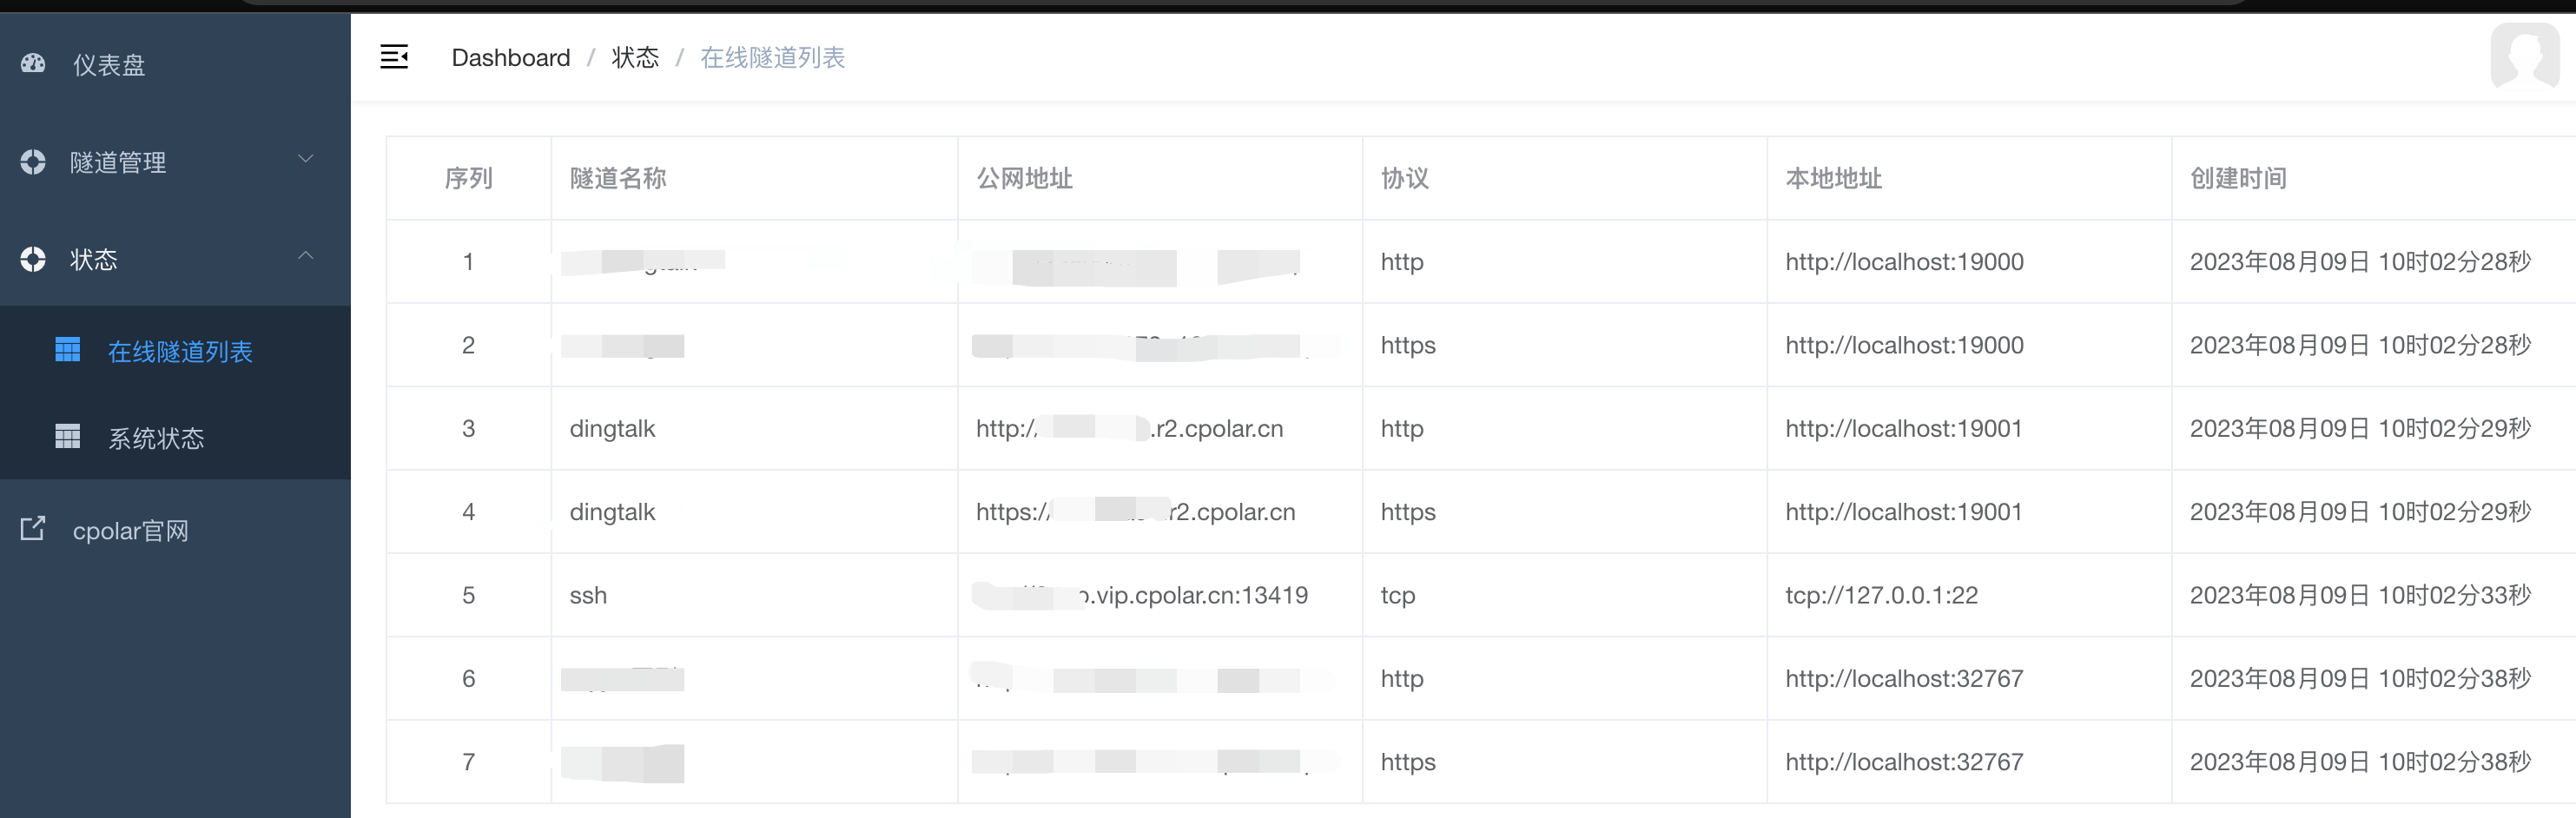 仪表盘
隧道管理
状态
在线隧道列表
系统状态
cpolar官网
Dashboard / 状态 / 在线隧道列表
序列 隧道名称 公网地址 协议 本地地址 创建时间
1 http http://localhost:19000 2023年08月09日 10时02分28秒
2 https http://localhost:19000 2023年08月09日 10时02分28秒
3 dingtalk http:/ .r2.cpolar.cn http http://localhost:19001 2023年08月09日 10时02分29秒
4 dingtalk https:/ r2.cpolar.cn https http://localhost:19001 2023年08月09日 10时02分29秒
5 ssh .vip.cpolar.cn:13419 tcp tcp://127.0.0.1:22 2023年08月09日 10时02分33秒
6 http http://localhost:32767 2023年08月09日 10时02分38秒
7 https http://localhost:32767 2023年08月09日 10时02分38秒